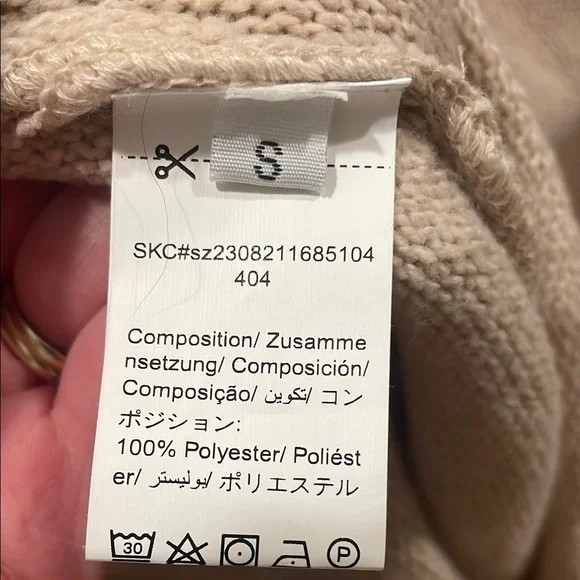 S
SKC#sz2308211685104
404
Composition/ Zusamme
nsetzung/ Composición/
Composição/ تكوين/ コン
ポジション:
100% Polyester/ Poliést
er/ بوليستر/ ポリエステル
30
P